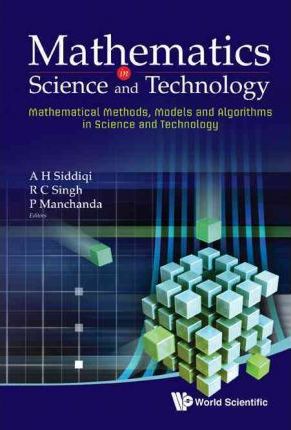 Mathematics
in
Science and Technology
Mathematical Methods, Models and Algorithms
in Science and Technology
A H Siddiqi
R C Singh
P Manchanda
Editors
World Scientific